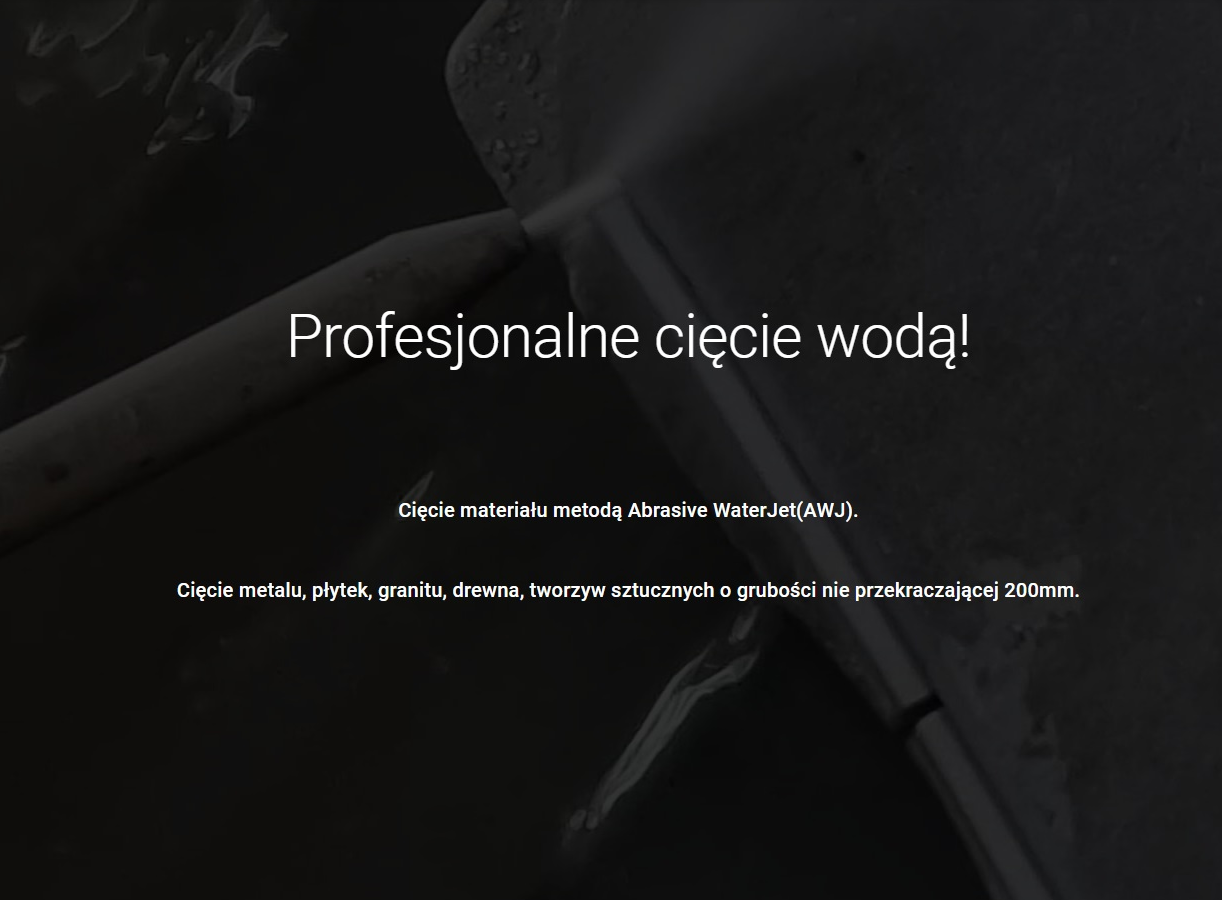 Profesjonalne cięcie wodą!
Cięcie materiału metodą Abrasive WaterJet(AWJ).
Cięcie metalu, płytek, granitu, drewna, tworzyw sztucznych o grubości nie przekraczającej 200mm.